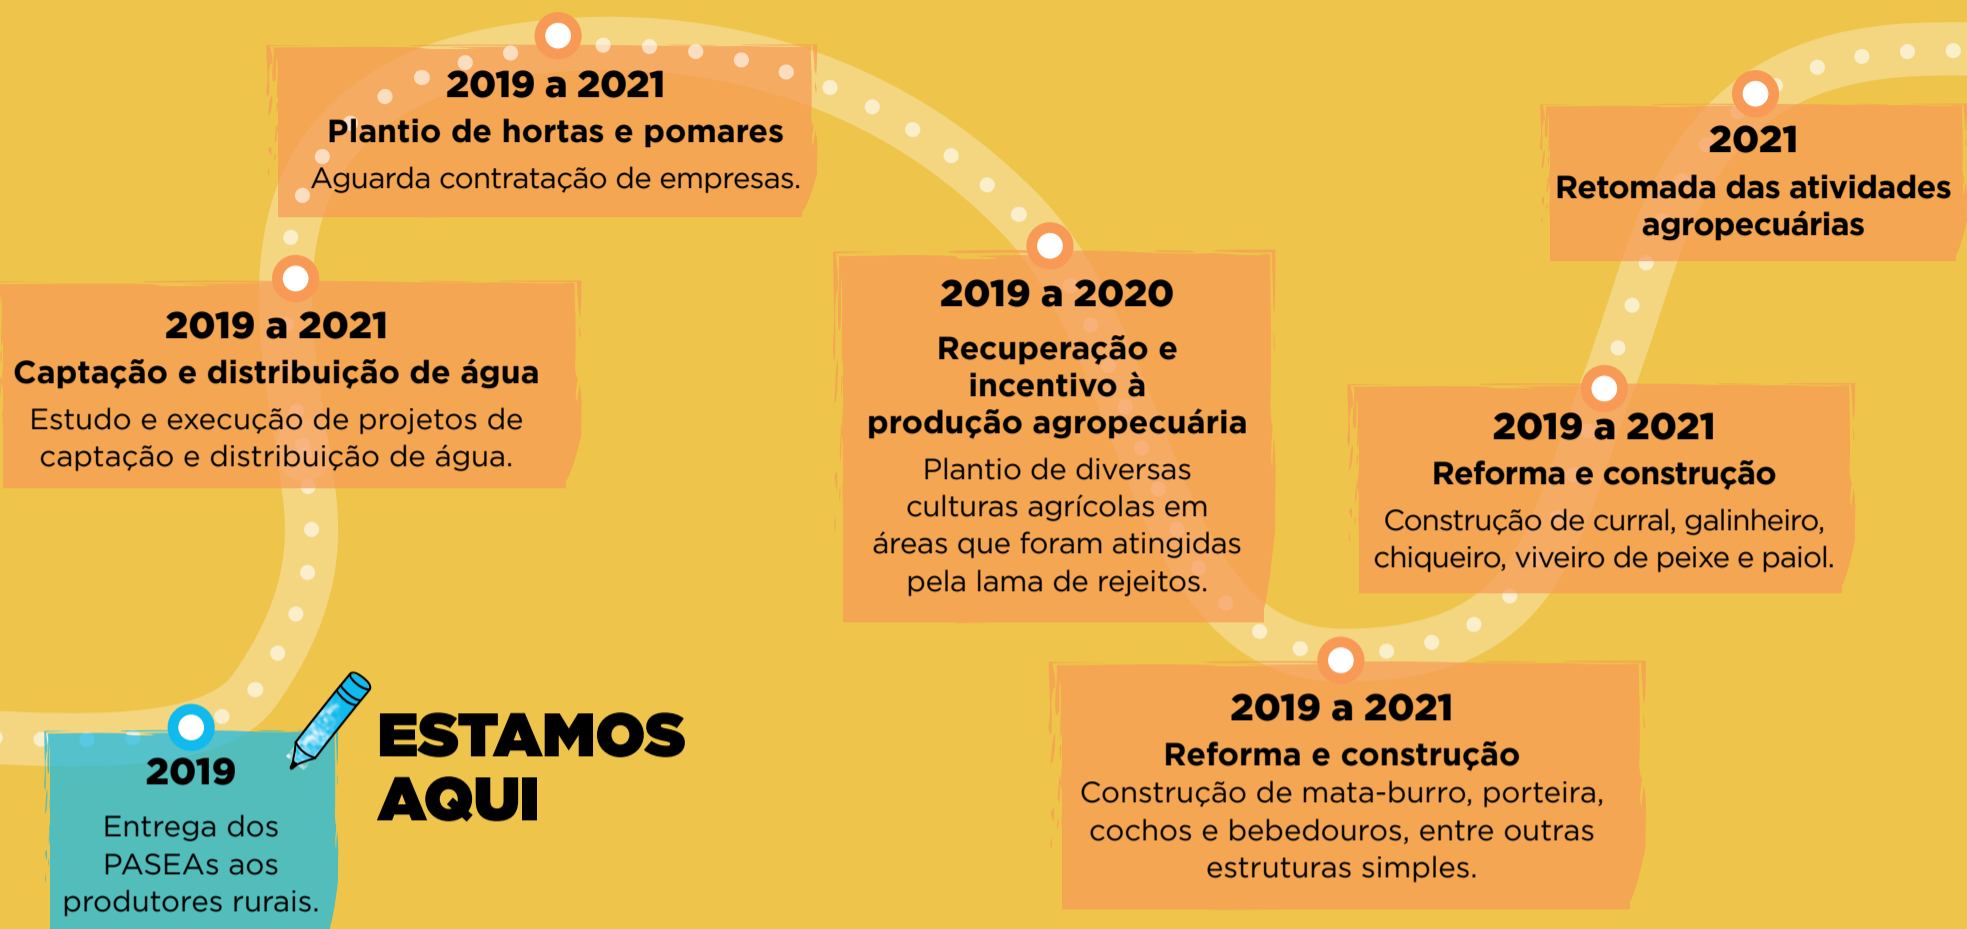 2019
Entrega dos
PASEAs aos
produtores rurais.
ESTAMOS
AQUI
2019 a 2021
Captação e distribuição de água
Estudo e execução de projetos de
captação e distribuição de água.
2019 a 2021
Plantio de hortas e pomares
Aguarda contratação de empresas.
2019 a 2020
Recuperação e
incentivo à
produção agropecuária
Plantio de diversas
culturas agrícolas em
áreas que foram atingidas
pela lama de rejeitos.
2019 a 2021
Reforma e construção
Construção de mata-burro, porteira,
cochos e bebedouros, entre outras
estruturas simples.
2019 a 2021
Reforma e construção
Construção de curral, galinheiro,
chiqueiro, viveiro de peixe e paiol.
2021
Retomada das atividades
agropecuárias